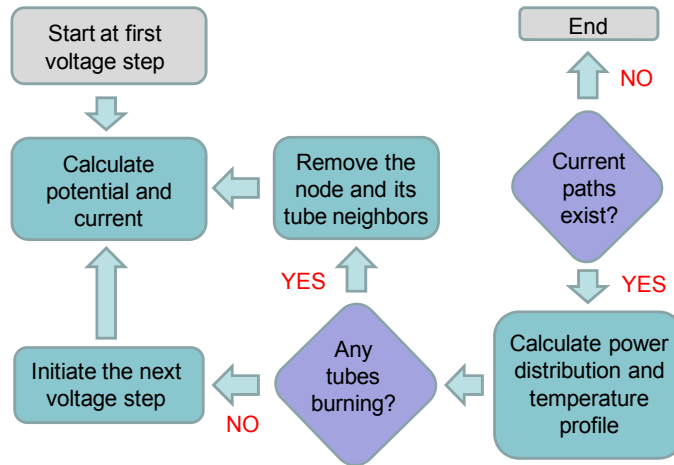 Start at first
voltage step
End
NO
Calculate
potential and
current
Remove the
node and its
tube neighbors
Current
paths
exist?
YES
YES
Initiate the next
voltage step
Any
tubes
burning?
NO
Calculate power
distribution and
temperature
profile